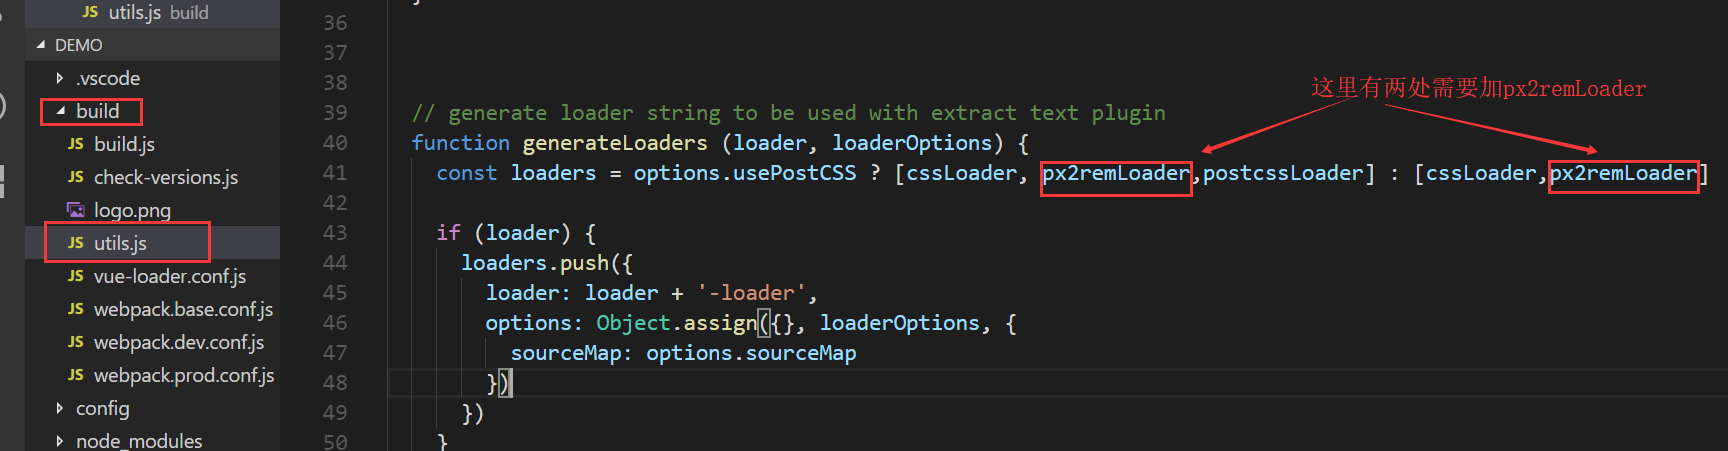 JS utils.js build
DEMO
.vscode
build
JS build.js
JS check-versions.js
logo.png
JS utils.js
JS vue-loader.conf.js
JS webpack.base.conf.js
JS webpack.dev.conf.js
JS webpack.prod.conf.js
config
node_modules
36
37
38
这里有两处需要加px2remLoader
39 // generate loader string to be used with extract text plugin
40 function generateLoaders (loader, loaderOptions) {
41 const loaders = options.usePostCSS ? [cssLoader, px2remLoader,postcssLoader] : [cssLoader,px2remLoader]
42
43 if (loader) {
44 loaders.push({
45 loader: loader + '-loader',
46 options: Object.assign({}, loaderOptions, {
47 sourceMap: options.sourceMap
48 })
49 })
50 }